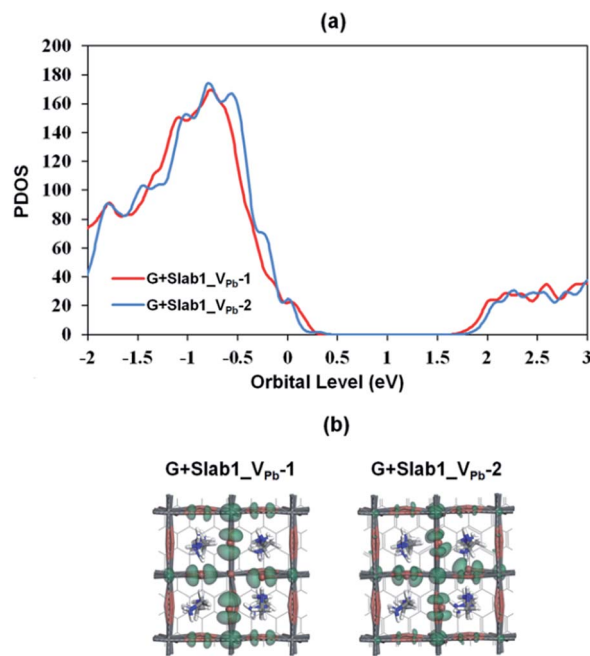 (a)
200
180
160
140
120
100
80
60
40
20
0
PDOS
G+Slab1_VPb-1
G+Slab1_VPb-2
-2 -1.5 -1 -0.5 0 0.5 1 1.5 2 2.5 3
Orbital Level (eV)
(b)
G+Slab1_VPb-1 G+Slab1_VPb-2